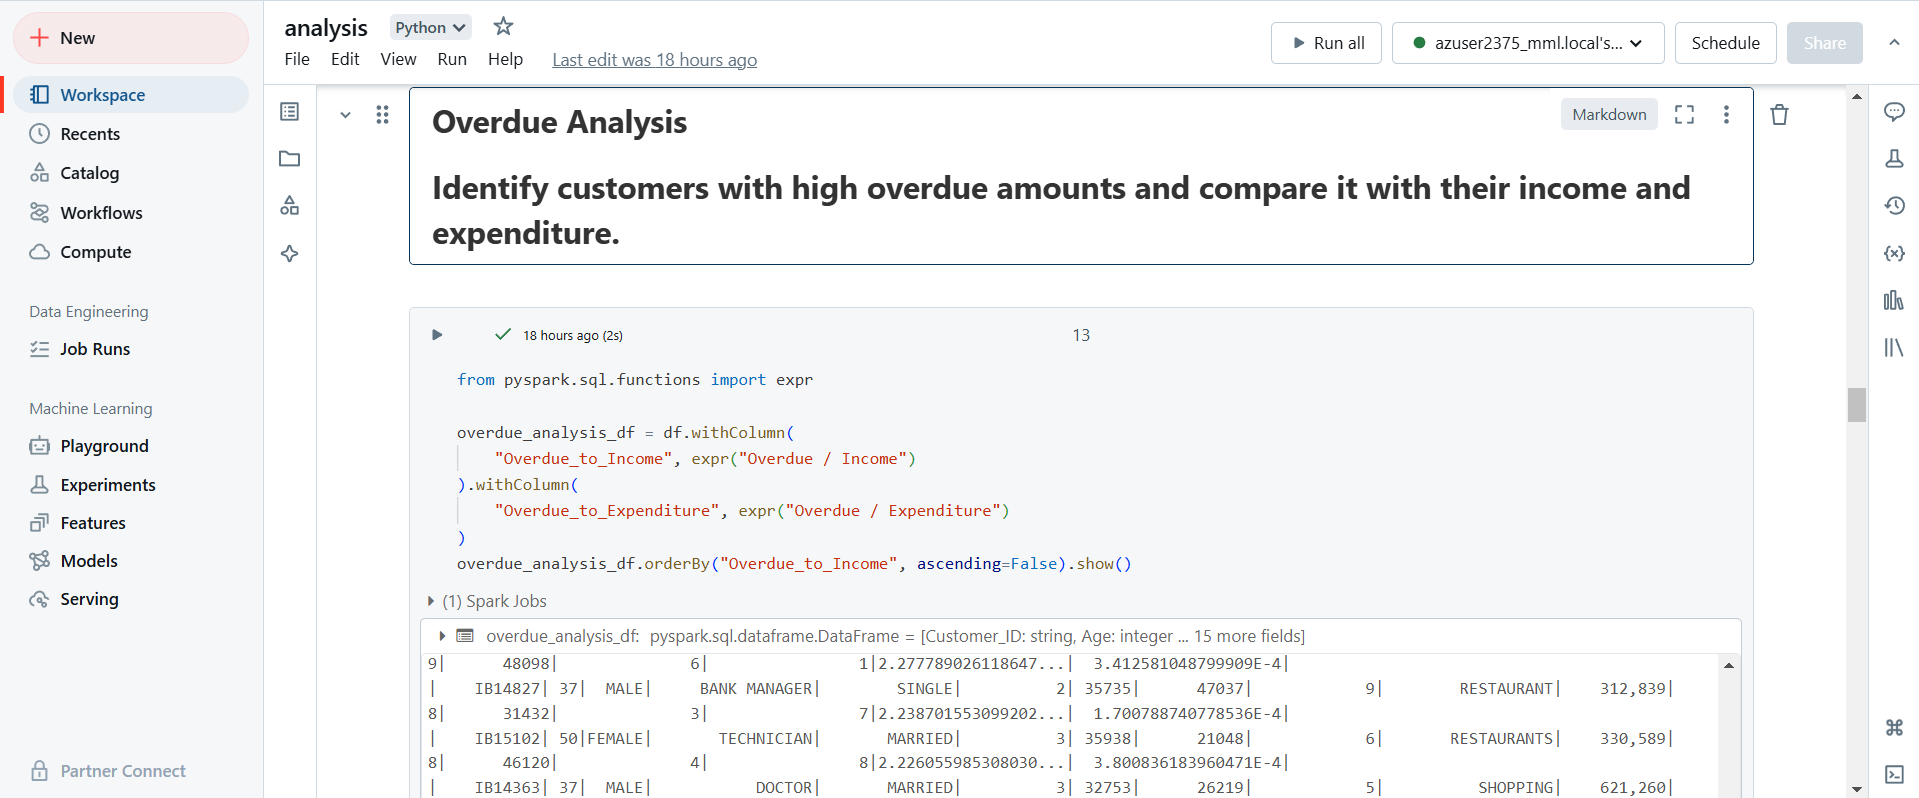 New
Workspace
Recents
Catalog
Workflows
Compute
Data Engineering
Job Runs
Machine Learning
Playground
Experiments
Features
Models
Serving
Partner Connect
analysis Python
File Edit View Run Help Last edit was 18 hours ago
Run all azuser2375_mml.local's... Schedule Share
Overdue Analysis
Markdown
Identify customers with high overdue amounts and compare it with their income and
expenditure.
18 hours ago (2s) 13
from pyspark.sql.functions import expr
overdue_analysis_df = df.withColumn(
"Overdue_to_Income", expr("Overdue / Income")
).withColumn(
"Overdue_to_Expenditure", expr("Overdue / Expenditure")
)
overdue_analysis_df.orderBy("Overdue_to_Income", ascending=False).show()
(1) Spark Jobs
overdue_analysis_df: pyspark.sql.dataframe.DataFrame = [Customer_ID: string, Age: integer ... 15 more fields]
9| 48098| 6| 1|2.277789026118647...| 3.412581048799909E-4|
| IB14827| 37| MALE| BANK MANAGER| SINGLE| 2| 35735| 47037| 9| RESTAURANT| 312,839|
8| 31432| 3| 7|2.238701553099202...| 1.700788740778536E-4|
| IB15102| 50|FEMALE| TECHNICIAN| MARRIED| 3| 35938| 21048| 6| RESTAURANTS| 330,589|
8| 46120| 4| 8|2.226055985308030...| 3.800836183960471E-4|
| IB14363| 37| MALE| DOCTOR| MARRIED| 3| 32753| 26219| 5| SHOPPING| 621,260|